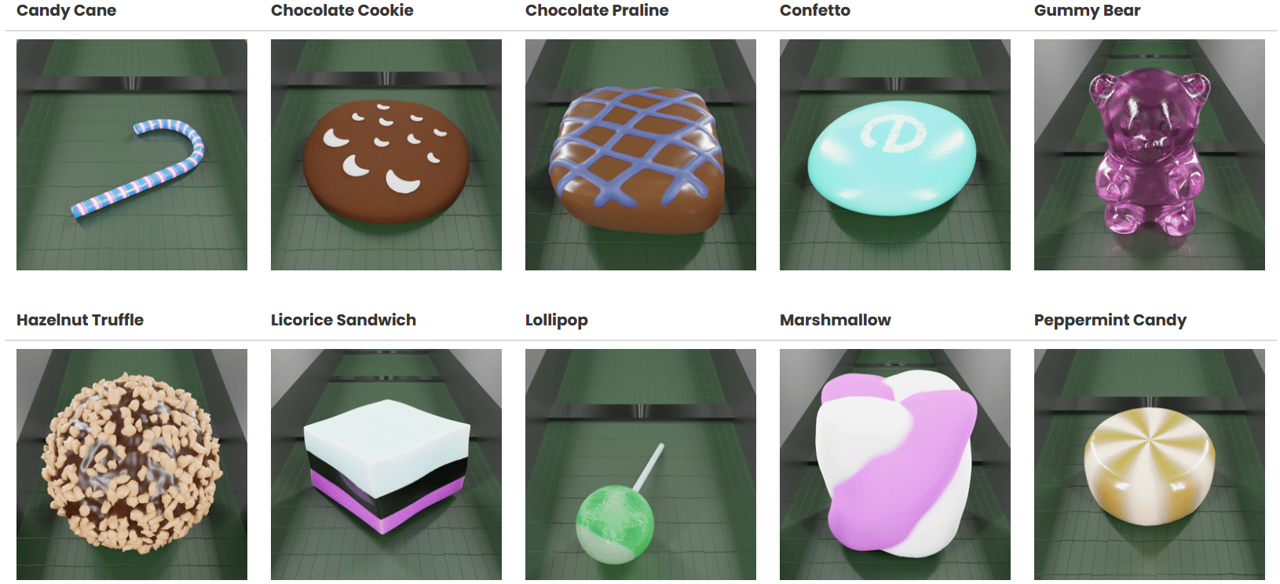 Candy Cane
Chocolate Cookie
Chocolate Praline
Confetto
Gummy Bear
Hazelnut Truffle
Licorice Sandwich
Lollipop
Marshmallow
Peppermint Candy